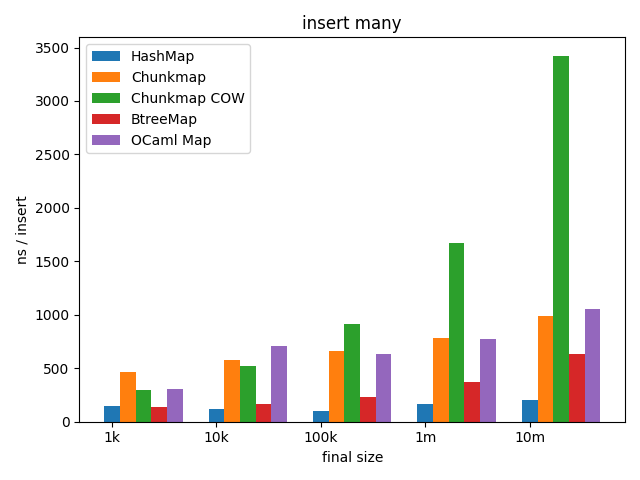 insert many
HashMap
Chunkmap
Chunkmap COW
BtreeMap
OCaml Map
ns / insert
3500
3000
2500
2000
1500
1000
500
0
1k 10k 100k 1m 10m
final size